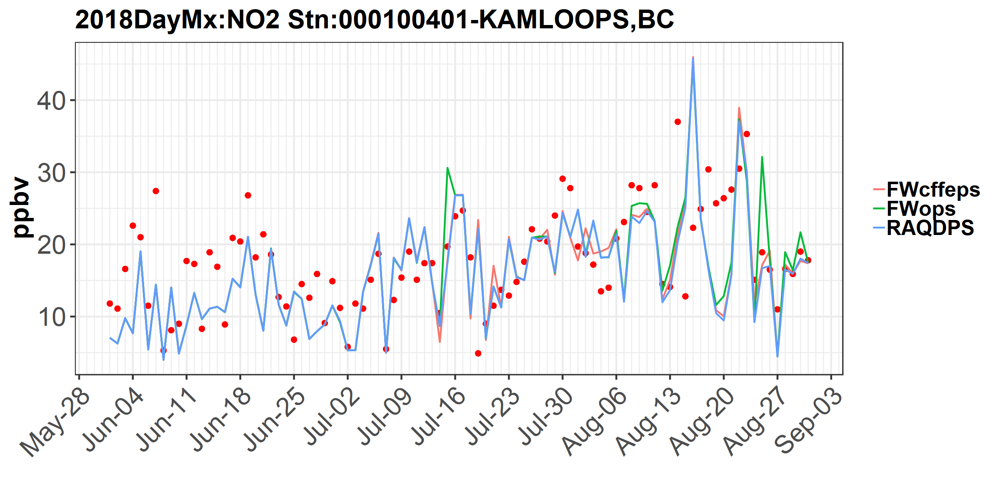 2018DayMx:NO2 Stn:000100401-KAMLOOPS,BC
ppbv
40
30
20
10
May-28
Jun-04
Jun-11
Jun-18
Jun-25
Jul-02
Jul-09
Jul-16
Jul-23
Jul-30
Aug-06
Aug-13
Aug-20
Aug-27
Sep-03
FWcffeps
FWops
RAQDPS